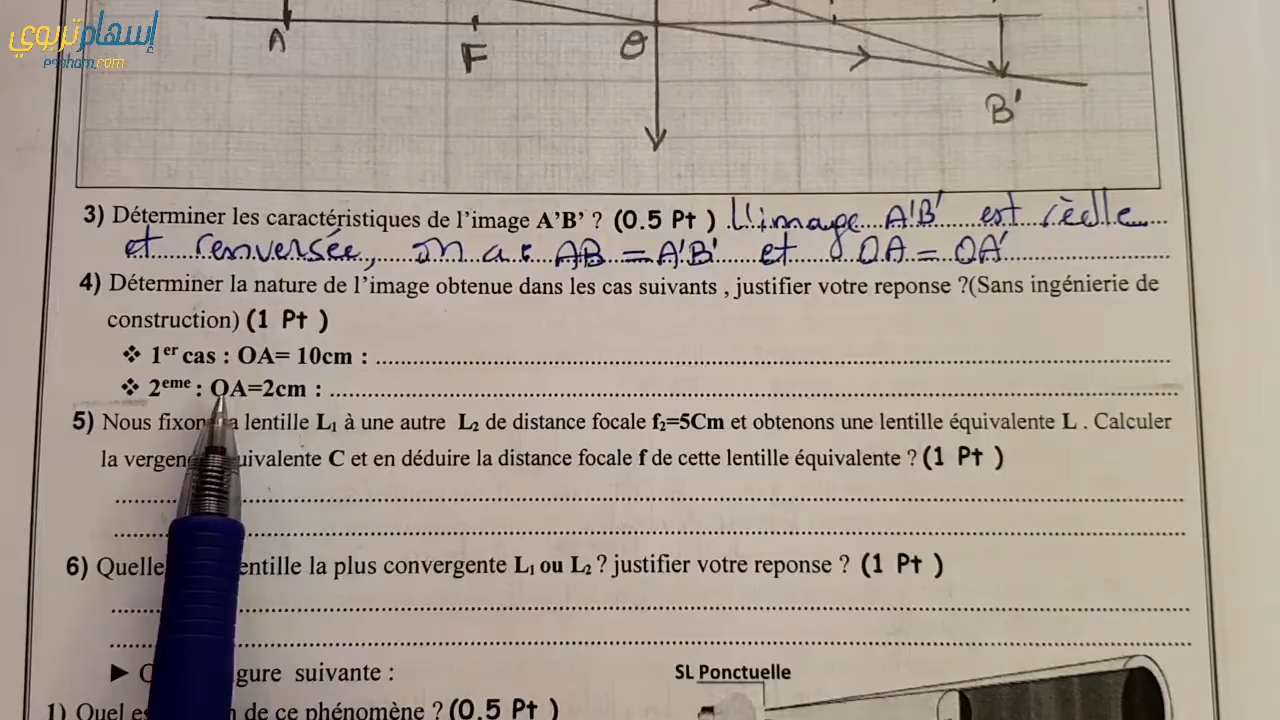 إسهام تربوي
essham.com
A F O B'
3) Déterminer les caractéristiques de l'image A'B' ? (0.5 Pt ) L'image A'B' est réelle
et renversée, on a : AB = A'B' et OA = OA'
4) Déterminer la nature de l'image obtenue dans les cas suivants , justifier votre reponse ?(Sans ingénierie de
construction) (1 Pt )
❖ 1er cas : OA= 10cm :
❖ 2eme : OA=2cm :
5) Nous fixon a lentille L1 à une autre L2 de distance focale f2=5Cm et obtenons une lentille équivalente L . Calculer
la vergen uivalente C et en déduire la distance focale f de cette lentille équivalente ? (1 Pt )
6) Quelle entille la plus convergente L1 ou L2 ? justifier votre reponse ? (1 Pt )
► gure suivante :
SL Ponctuelle
1) Quel de ce phénomène ? (0.5 Pt )